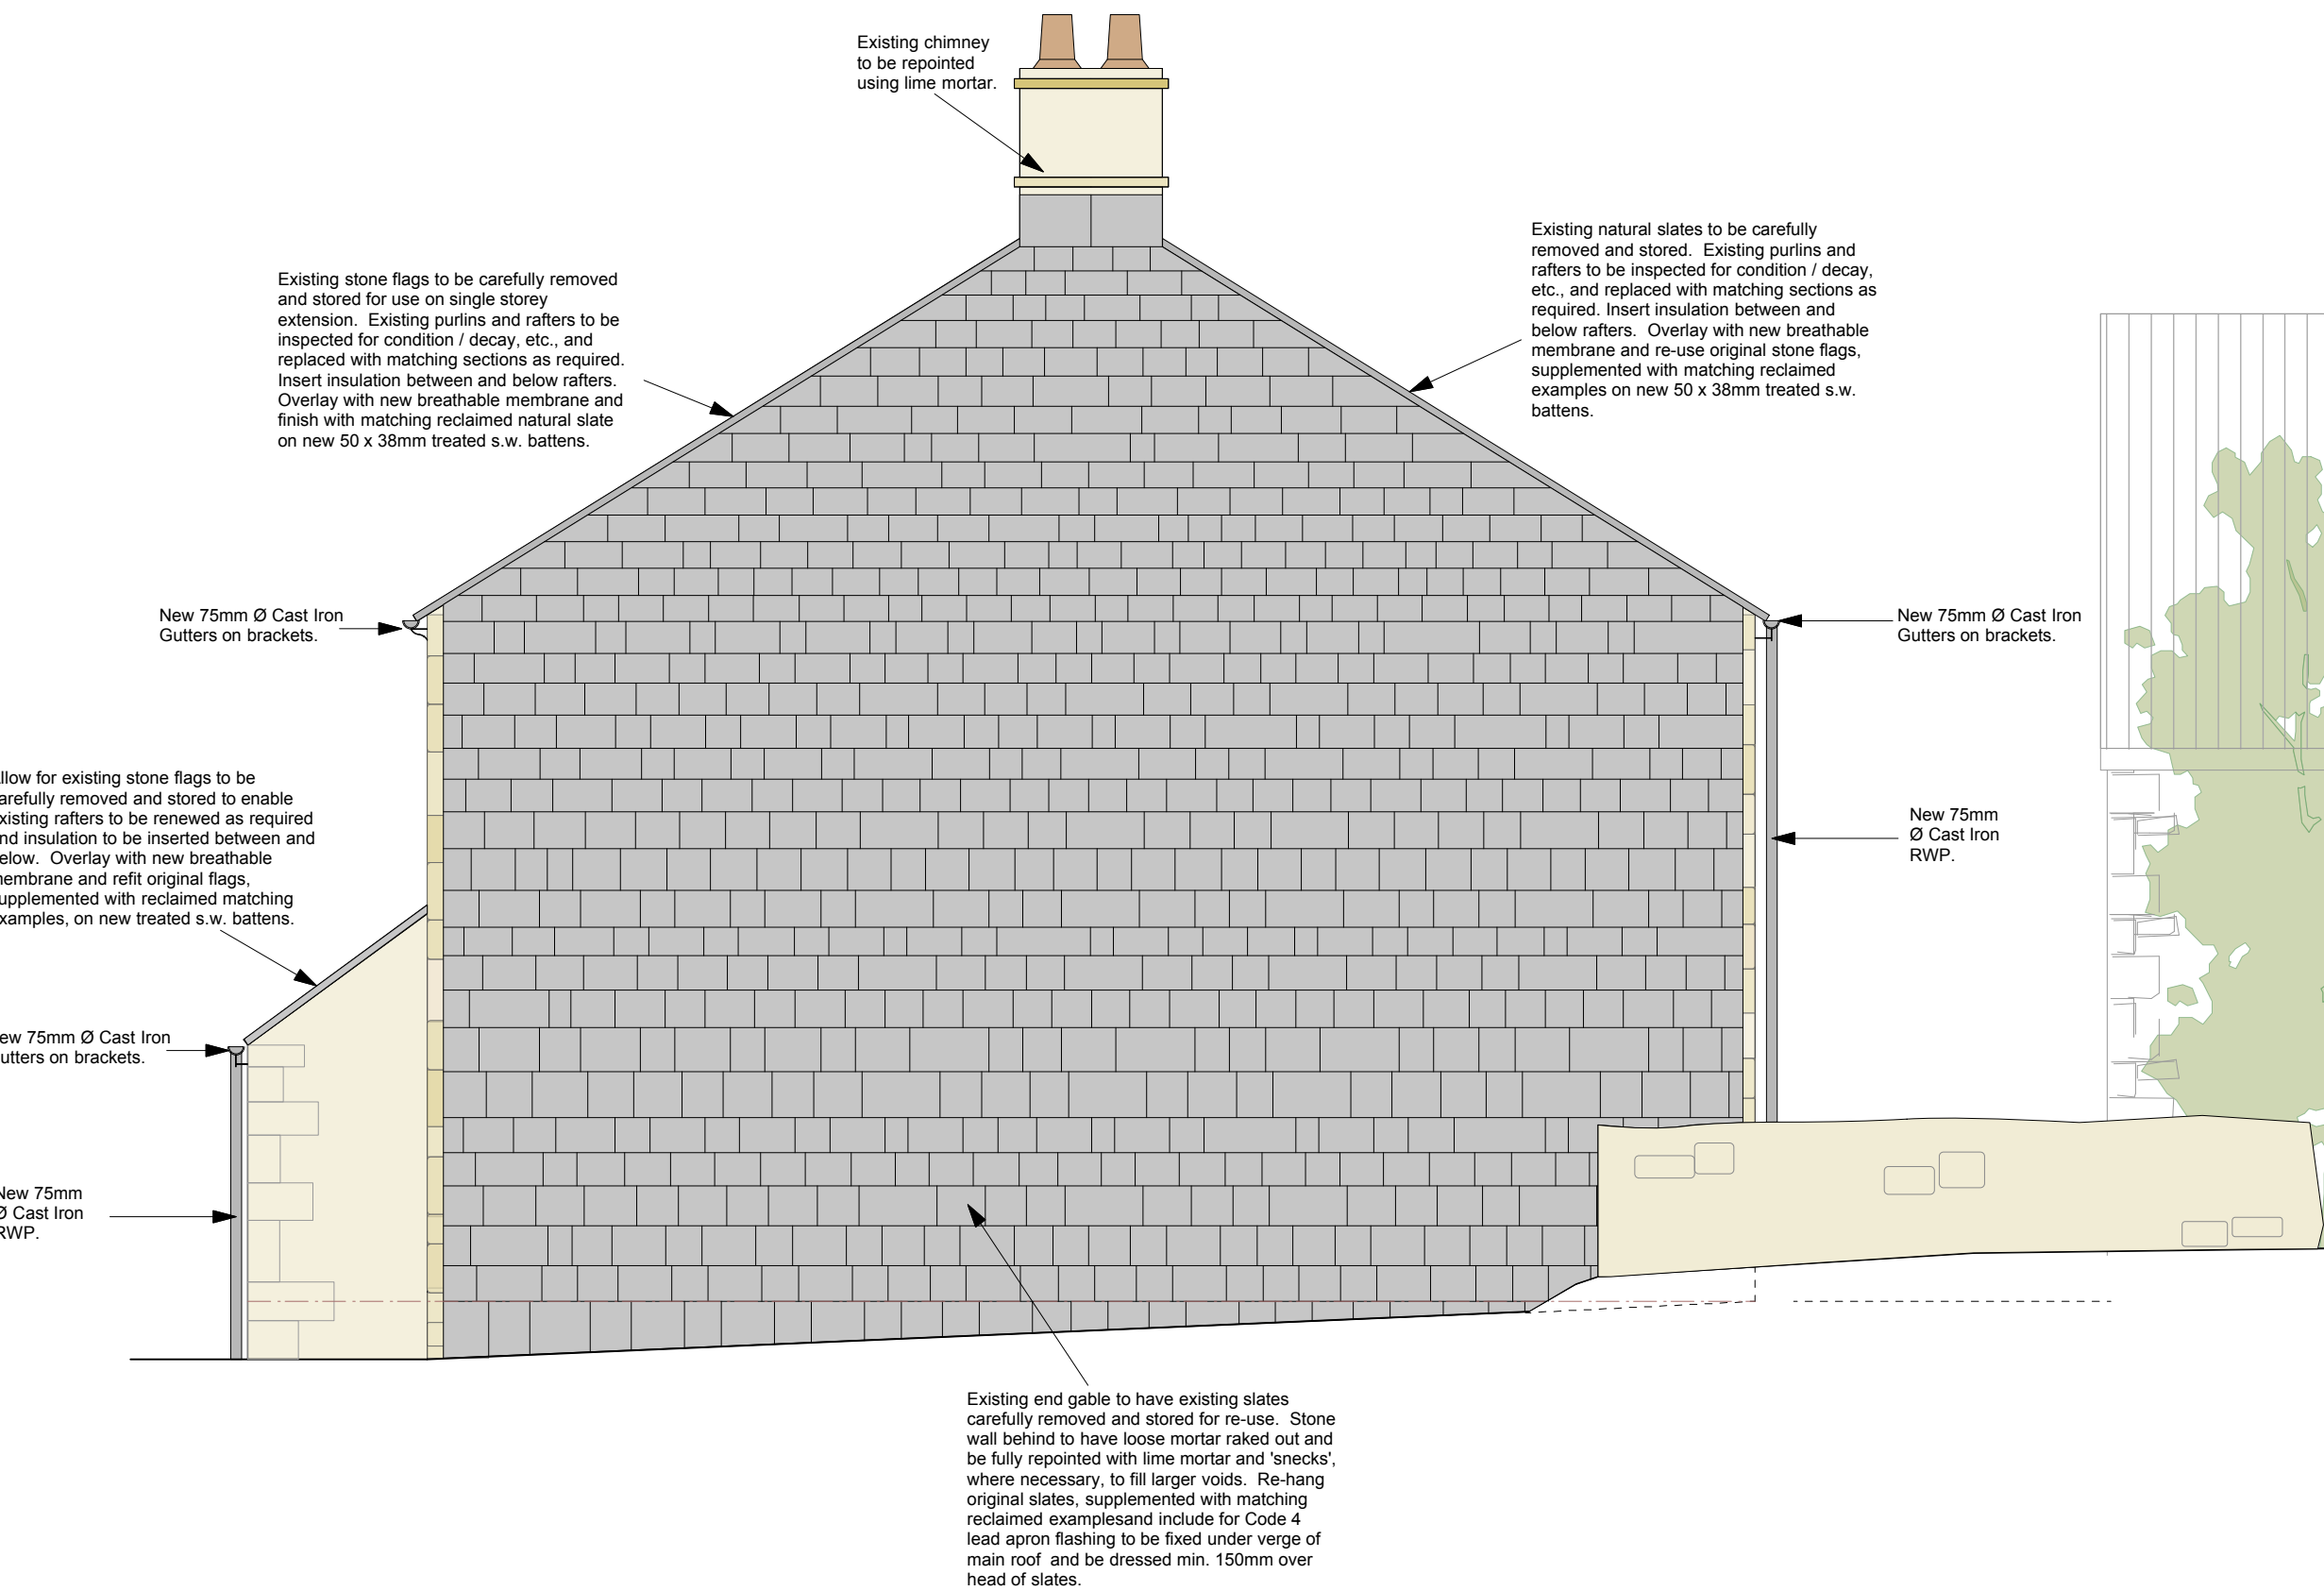 Existing chimney
to be repointed
using lime mortar.
Existing natural slates to be carefully
removed and stored. Existing purlins and
rafters to be inspected for condition / decay,
etc., and replaced with matching sections as
required. Insert insulation between and
below rafters. Overlay with new breathable
membrane and re-use original stone flags,
supplemented with matching reclaimed
examples on new 50 x 38mm treated s.w.
battens.
Existing stone flags to be carefully removed
and stored for use on single storey
extension. Existing purlins and rafters to be
inspected for condition / decay, etc., and
replaced with matching sections as required.
Insert insulation between and below rafters.
Overlay with new breathable membrane and
finish with matching reclaimed natural slate
on new 50 x 38mm treated s.w. battens.
New 75mm Ø Cast Iron
Gutters on brackets.
New 75mm Ø Cast Iron
Gutters on brackets.
llow for existing stone flags to be
arefully removed and stored to enable
xisting rafters to be renewed as required
nd insulation to be inserted between and
elow. Overlay with new breathable
membrane and refit original flags,
upplemented with reclaimed matching
xamples, on new treated s.w. battens.
New 75mm
Ø Cast Iron
RWP.
ew 75mm Ø Cast Iron
utters on brackets.
New 75mm
Ø Cast Iron
RWP.
Existing end gable to have existing slates
carefully removed and stored for re-use. Stone
wall behind to have loose mortar raked out and
be fully repointed with lime mortar and 'snecks',
where necessary, to fill larger voids. Re-hang
original slates, supplemented with matching
reclaimed examplesand include for Code 4
lead apron flashing to be fixed under verge of
main roof and be dressed min. 150mm over
head of slates.